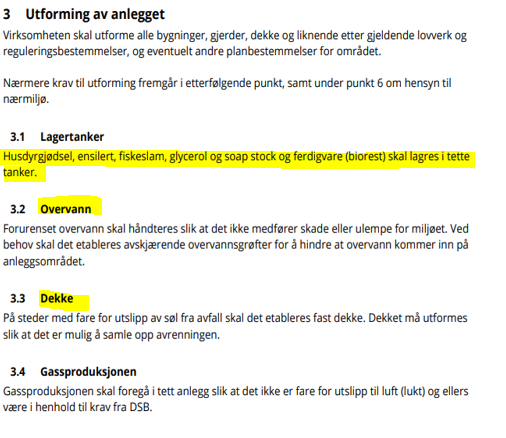 3 Utforming av anlegget
Virksomheten skal utforme alle bygninger, gjerder, dekke og liknende etter gjeldende lovverk og
reguleringsbestemmelser, og eventuelt andre planbestemmelser for området.
Nærmere krav til utforming fremgår i etterfølgende punkt, samt under punkt 6 om hensyn til
nærmiljø.
3.1 Lagertanker
Husdyrgjødsel, ensilert, fiskeslam, glycerol og soap stock og ferdigvare (biorest) skal lagres i tette
tanker.
3.2 Overvann
Forurenset overvann skal håndteres slik at det ikke medfører skade eller ulempe for miljøet. Ved
behov skal det etableres avskjærende overvannsgrøfter for å hindre at overvann kommer inn på
anleggsområdet.
3.3 Dekke
På steder med fare for utslipp av søl fra avfall skal det etableres fast dekke. Dekket må utformes
slik at det er mulig å samle opp avrenningen.
3.4 Gassproduksjonen
Gassproduksjonen skal foregå i tett anlegg slik at det ikke er fare for utslipp til luft (lukt) og ellers
være i henhold til krav fra DSB.